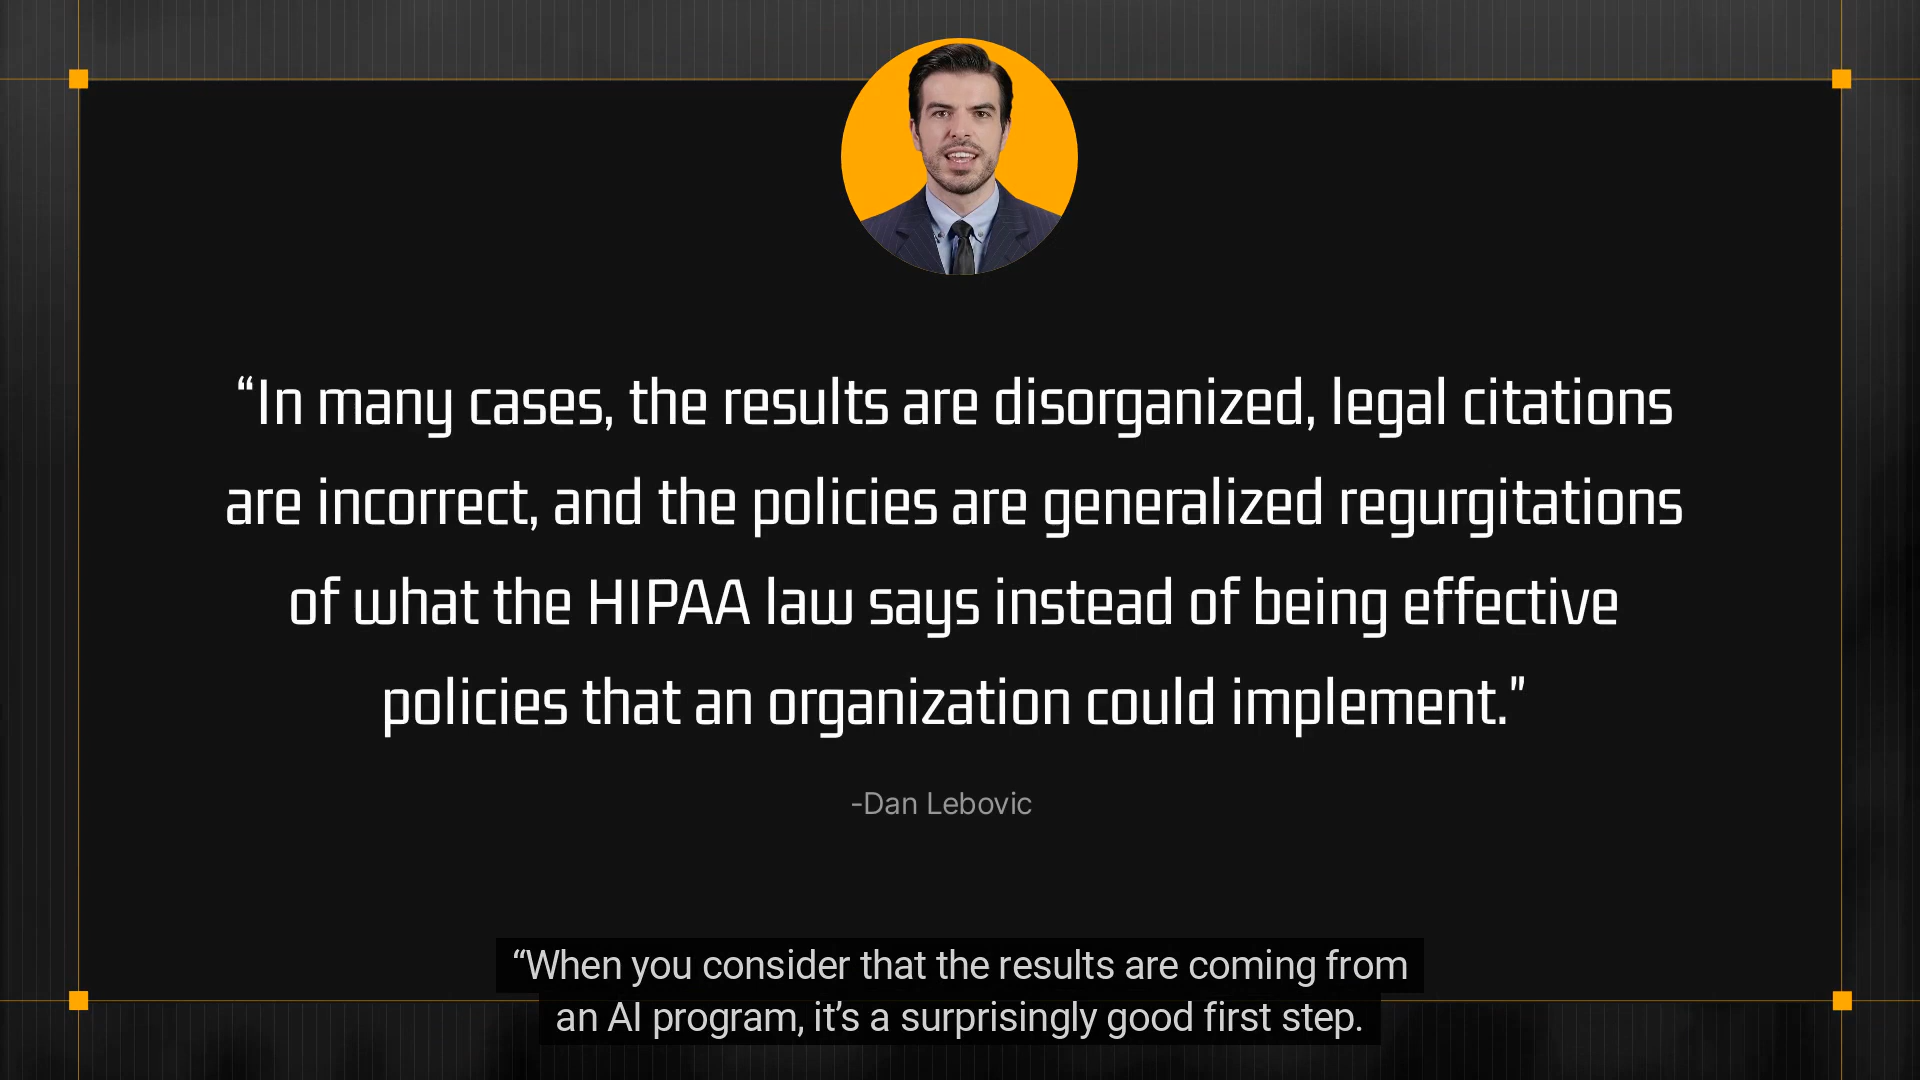 “In many cases, the results are disorganized, legal citations
are incorrect, and the policies are generalized regurgitations
of what the HIPAA law says instead of being effective
policies that an organization could implement.”
-Dan Lebovic
“When you consider that the results are coming from
an AI program, it’s a surprisingly good first step.